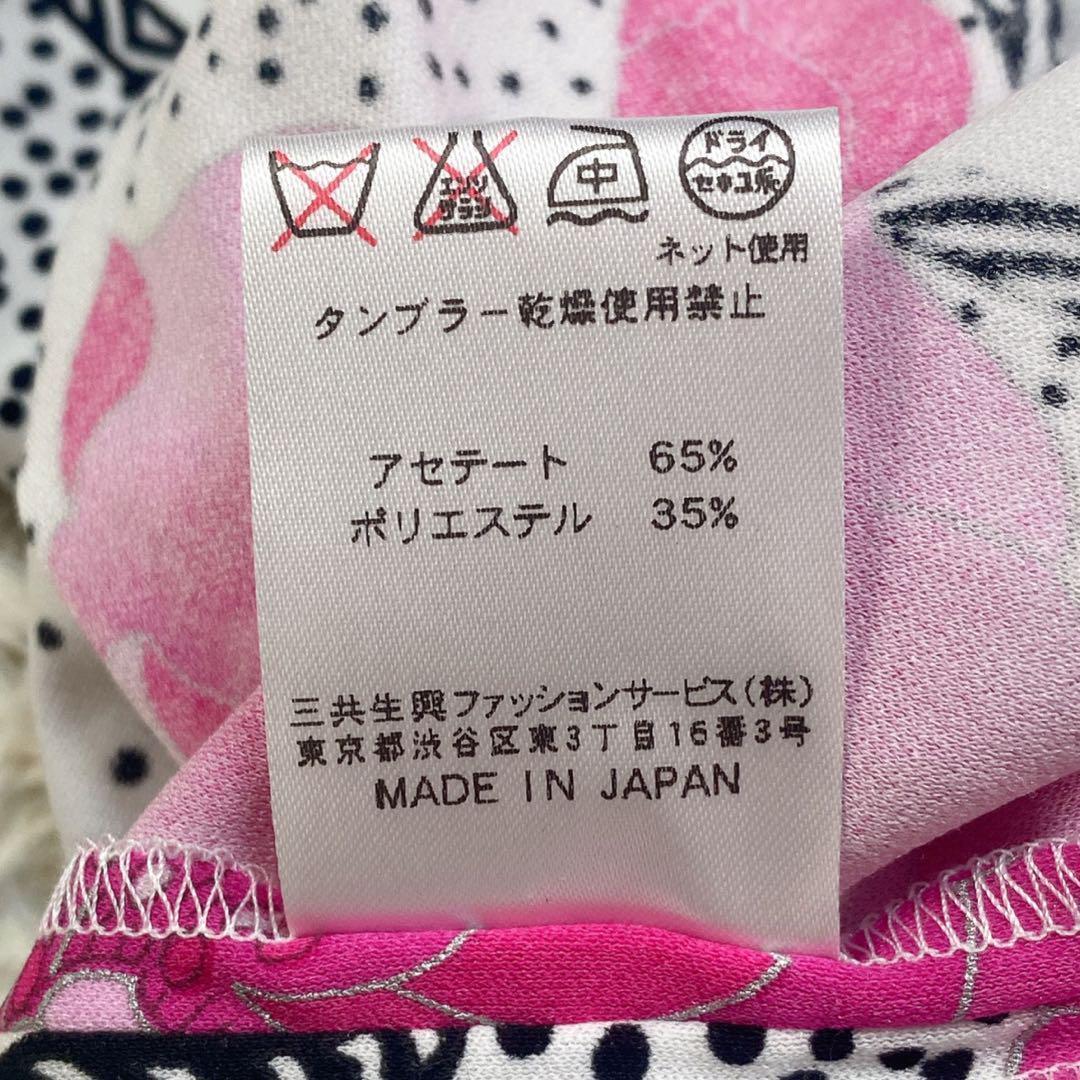 エンソ
サラシ
中
ドライ
セキユ系
ネット使用
タンブラー乾燥使用禁止
アセテート 65%
ポリエステル 35%
三共生興ファッションサービス(株)
東京都渋谷区東3丁目16番3号
MADE IN JAPAN